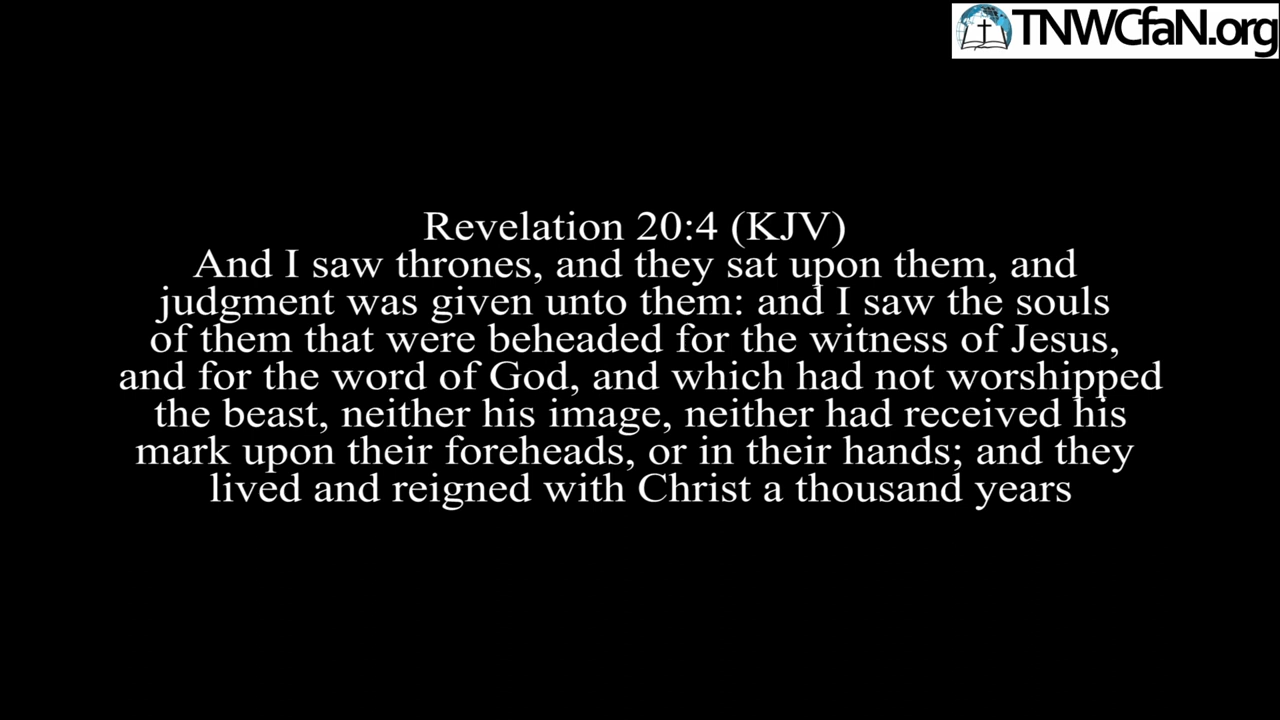 TNWCfaN.org
Revelation 20:4 (KJV)
And I saw thrones, and they sat upon them, and
judgment was given unto them: and I saw the souls
of them that were beheaded for the witness of Jesus,
and for the word of God, and which had not worshipped
the beast, neither his image, neither had received his
mark upon their foreheads, or in their hands; and they
lived and reigned with Christ a thousand years